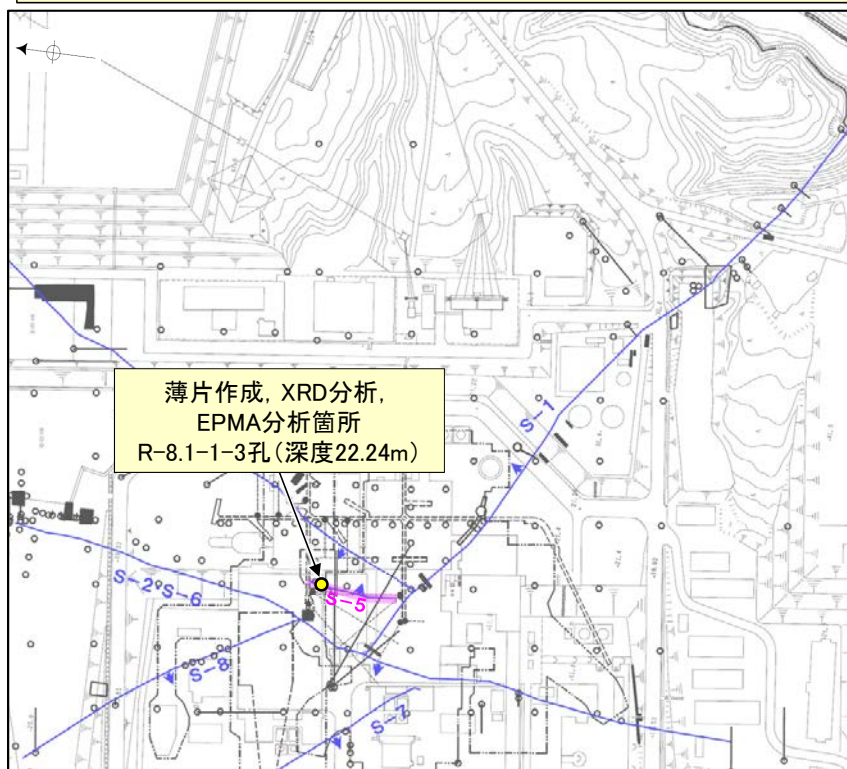 薄片作成, XRD分析,
EPMA分析箇所
R-8.1-1-3孔(深度22.24m)
S-1
S-2・S-6
S-5
S-8
S-7